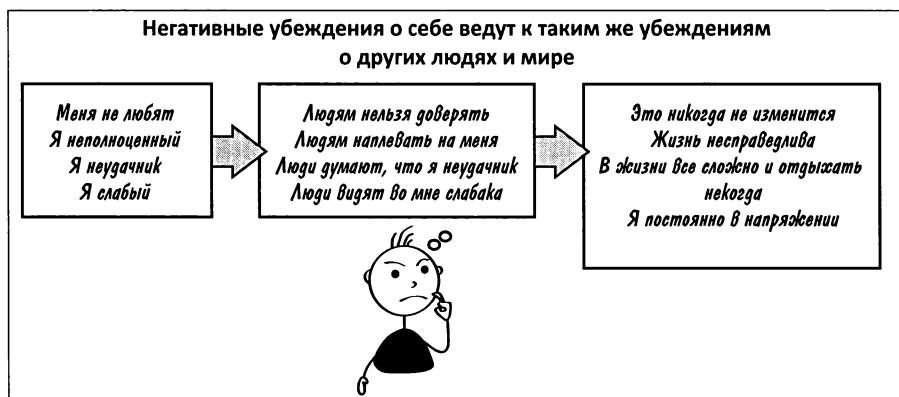 Негативные убеждения о себе ведут к таким же убеждениям
о других людях и мире
Меня не любят
Я неполноценный
Я неудачник
Я слабый
Людям нельзя доверять
Людям наплевать на меня
Люди думают, что я неудачник
Люди видят во мне слабака
Это никогда не изменится
Жизнь несправедлива
В жизни все сложно и отдыхать
некогда
Я постоянно в напряжении